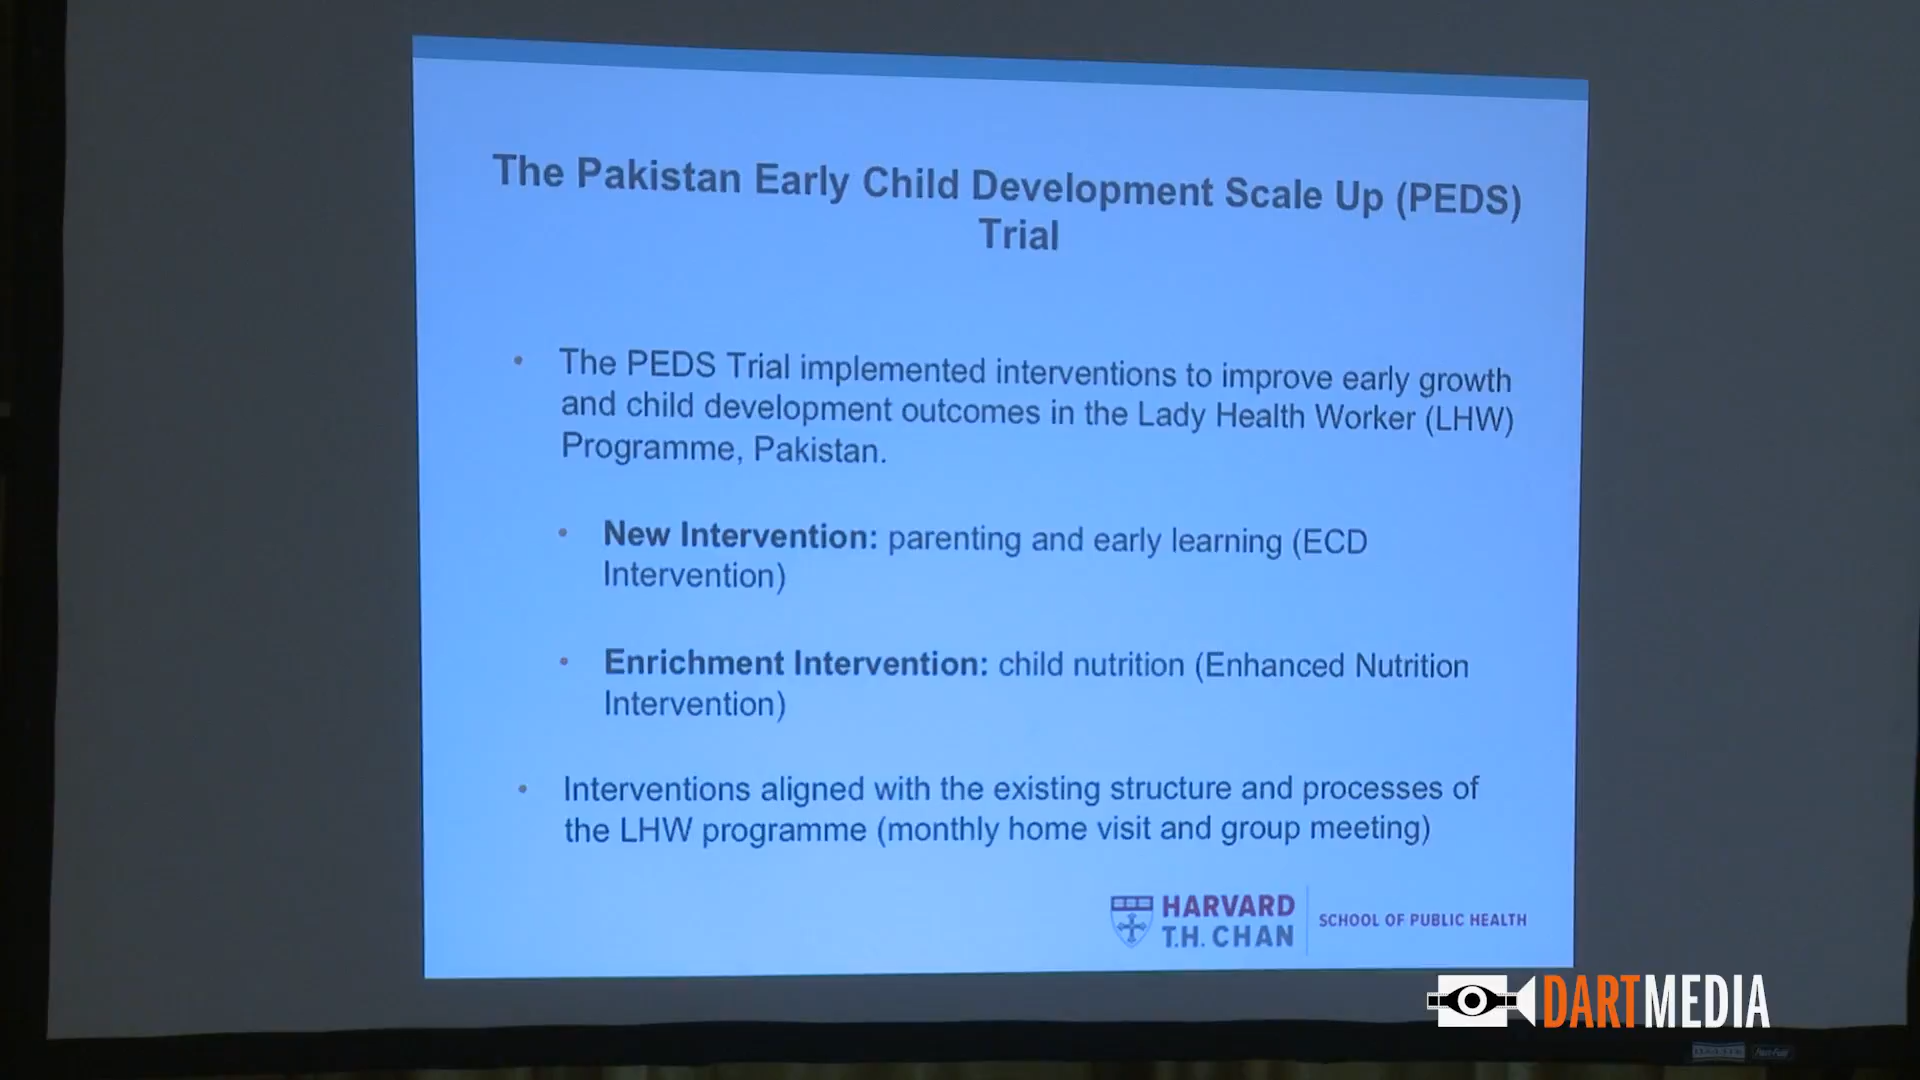 The Pakistan Early Child Development Scale Up (PEDS)
Trial
• The PEDS Trial implemented interventions to improve early growth
and child development outcomes in the Lady Health Worker (LHW)
Programme, Pakistan.
• New Intervention: parenting and early learning (ECD
Intervention)
• Enrichment Intervention: child nutrition (Enhanced Nutrition
Intervention)
• Interventions aligned with the existing structure and processes of
the LHW programme (monthly home visit and group meeting)
HARVARD
T.H. CHAN
SCHOOL OF PUBLIC HEALTH
DARTMEDIA